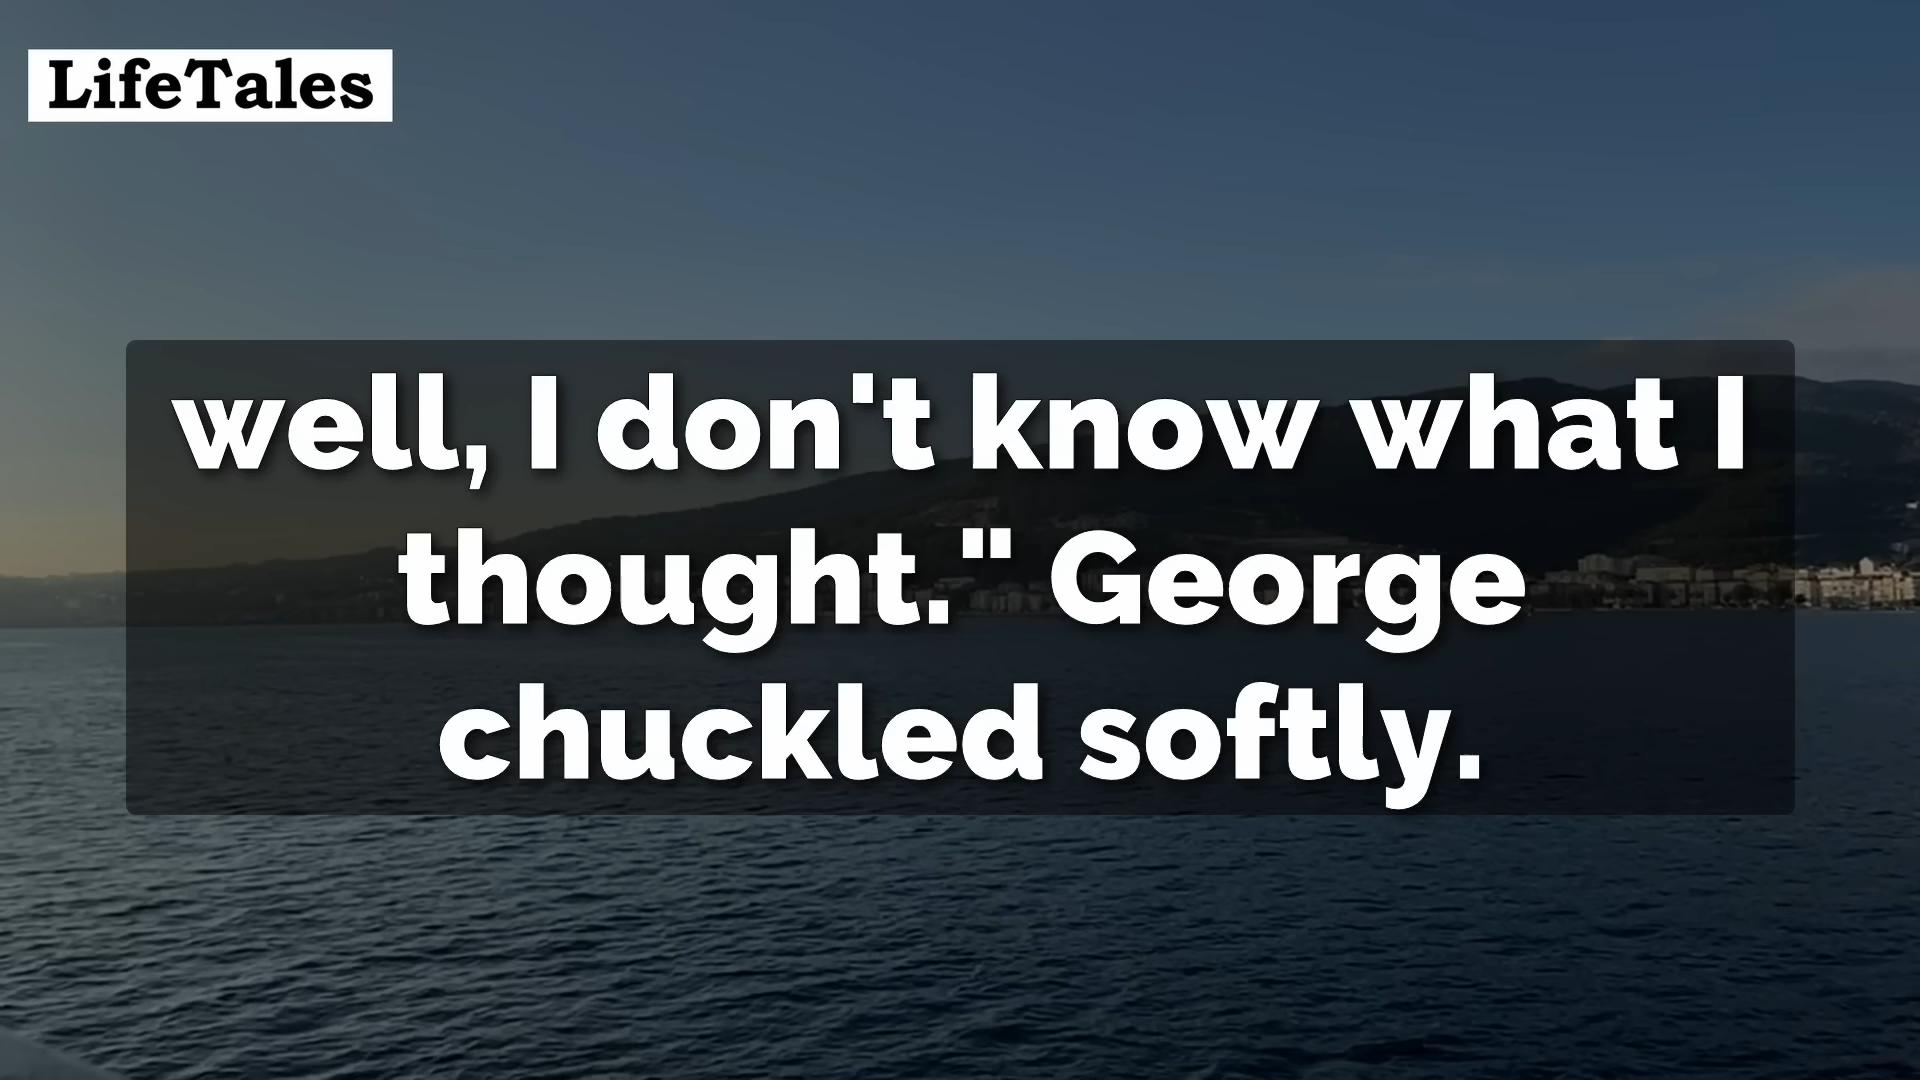 LifeTales
well, I don't know what I
thought." George
chuckled softly.